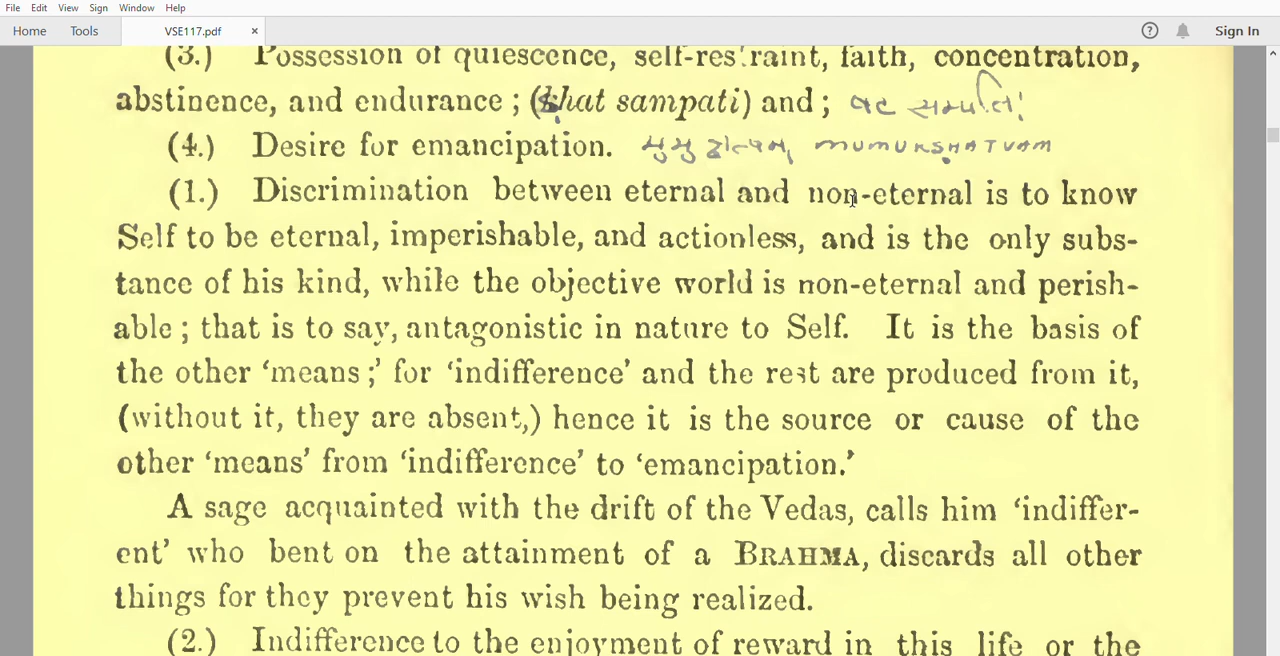 File Edit View Sign Window Help
Home Tools VSE117.pdf × Sign In
(3.) Possession of quiescence, self-restraint, faith, concentration,
abstinence, and endurance ; (khat sampati) and ;
(4.) Desire for emancipation. MUMUKSHATVAM
(1.) Discrimination between eternal and non-eternal is to know
Self to be eternal, imperishable, and actionless, and is the only subs-
tance of his kind, while the objective world is non-eternal and perish-
able ; that is to say, antagonistic in nature to Self. It is the basis of
the other ‘means ;’ for ‘indifference’ and the rest are produced from it,
(without it, they are absent,) hence it is the source or cause of the
other ‘means’ from ‘indifference’ to ‘emancipation.’
A sage acquainted with the drift of the Vedas, calls him ‘indiffer-
ent’ who bent on the attainment of a BRAHMA, discards all other
things for they prevent his wish being realized.
(2.) Indifference to the enjoyment of reward in this life or the